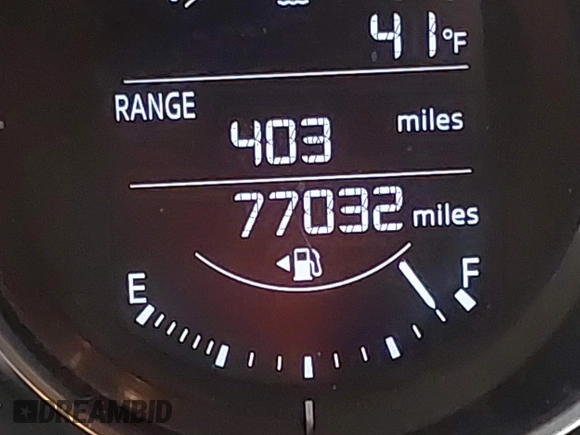 41°F
RANGE
403 miles
77032 miles
E F
DREAMBID